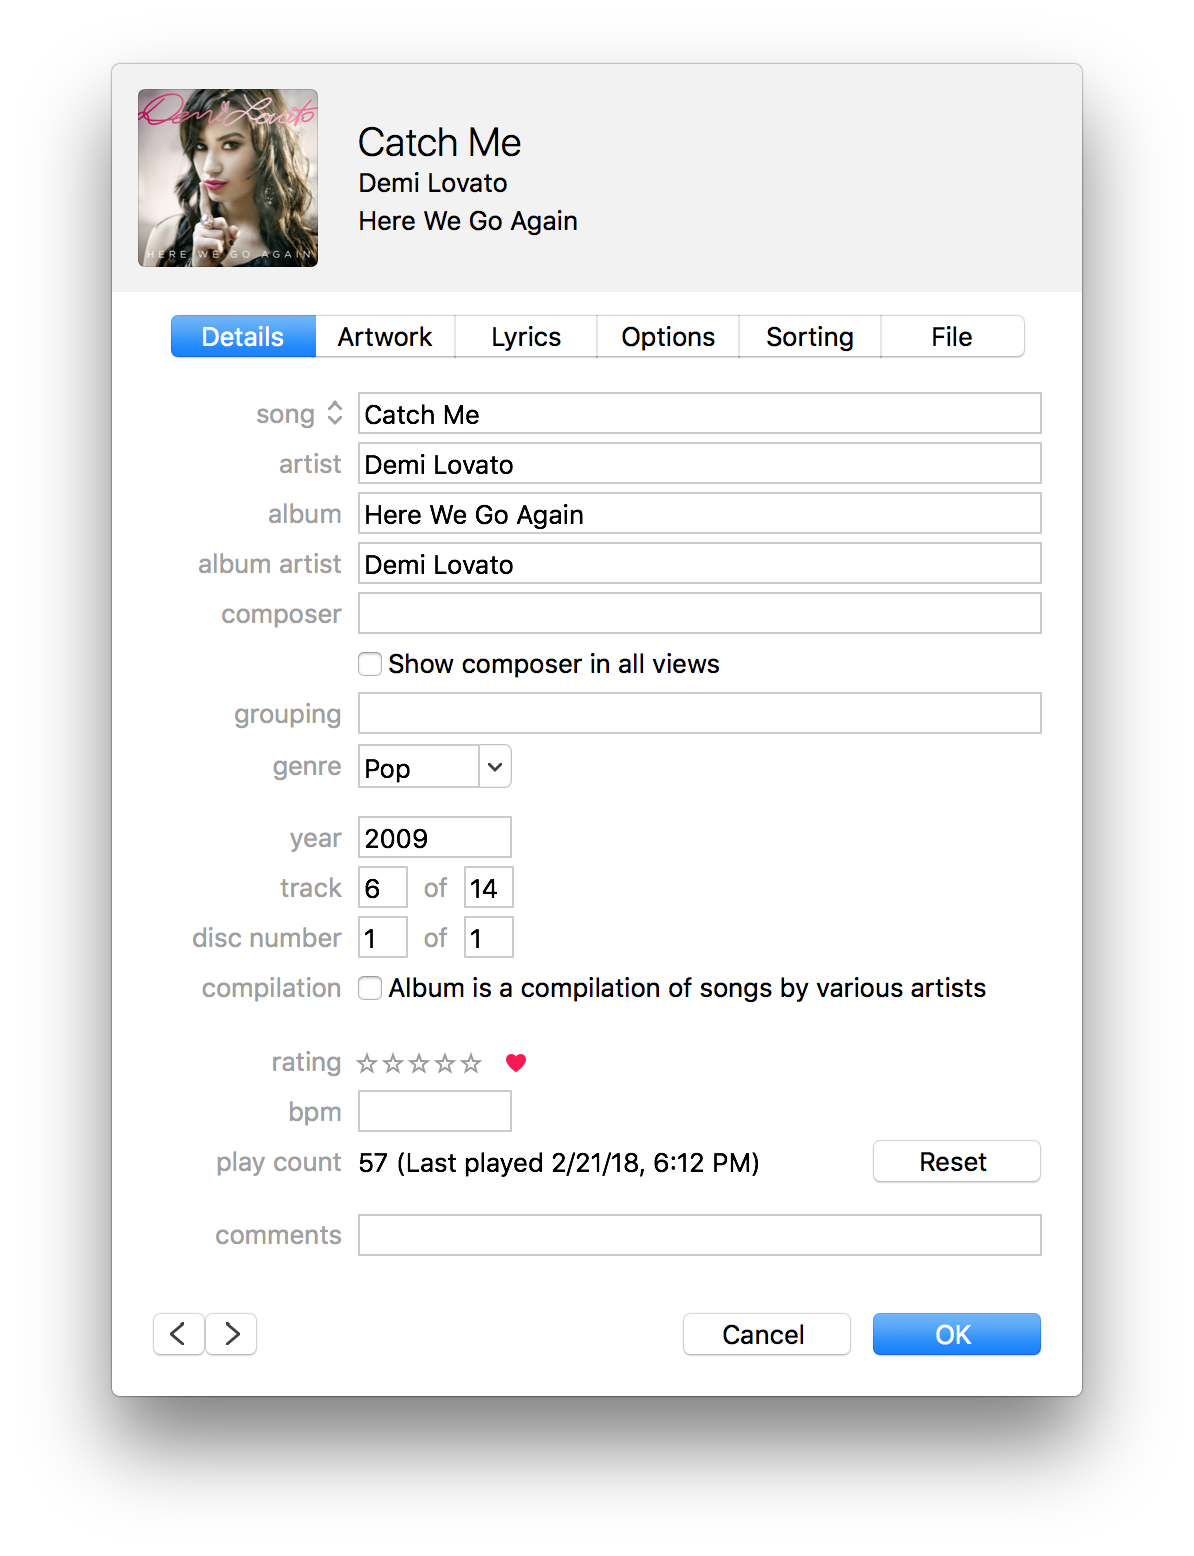 Demi Lovato
HERE WE GO AGAIN
Catch Me
Demi Lovato
Here We Go Again
Details Artwork Lyrics Options Sorting File
song Catch Me
artist Demi Lovato
album Here We Go Again
album artist Demi Lovato
composer
Show composer in all views
grouping
genre Pop
year 2009
track 6 of 14
disc number 1 of 1
compilation Album is a compilation of songs by various artists
rating
bpm
play count 57 (Last played 2/21/18, 6:12 PM) Reset
comments
Cancel OK